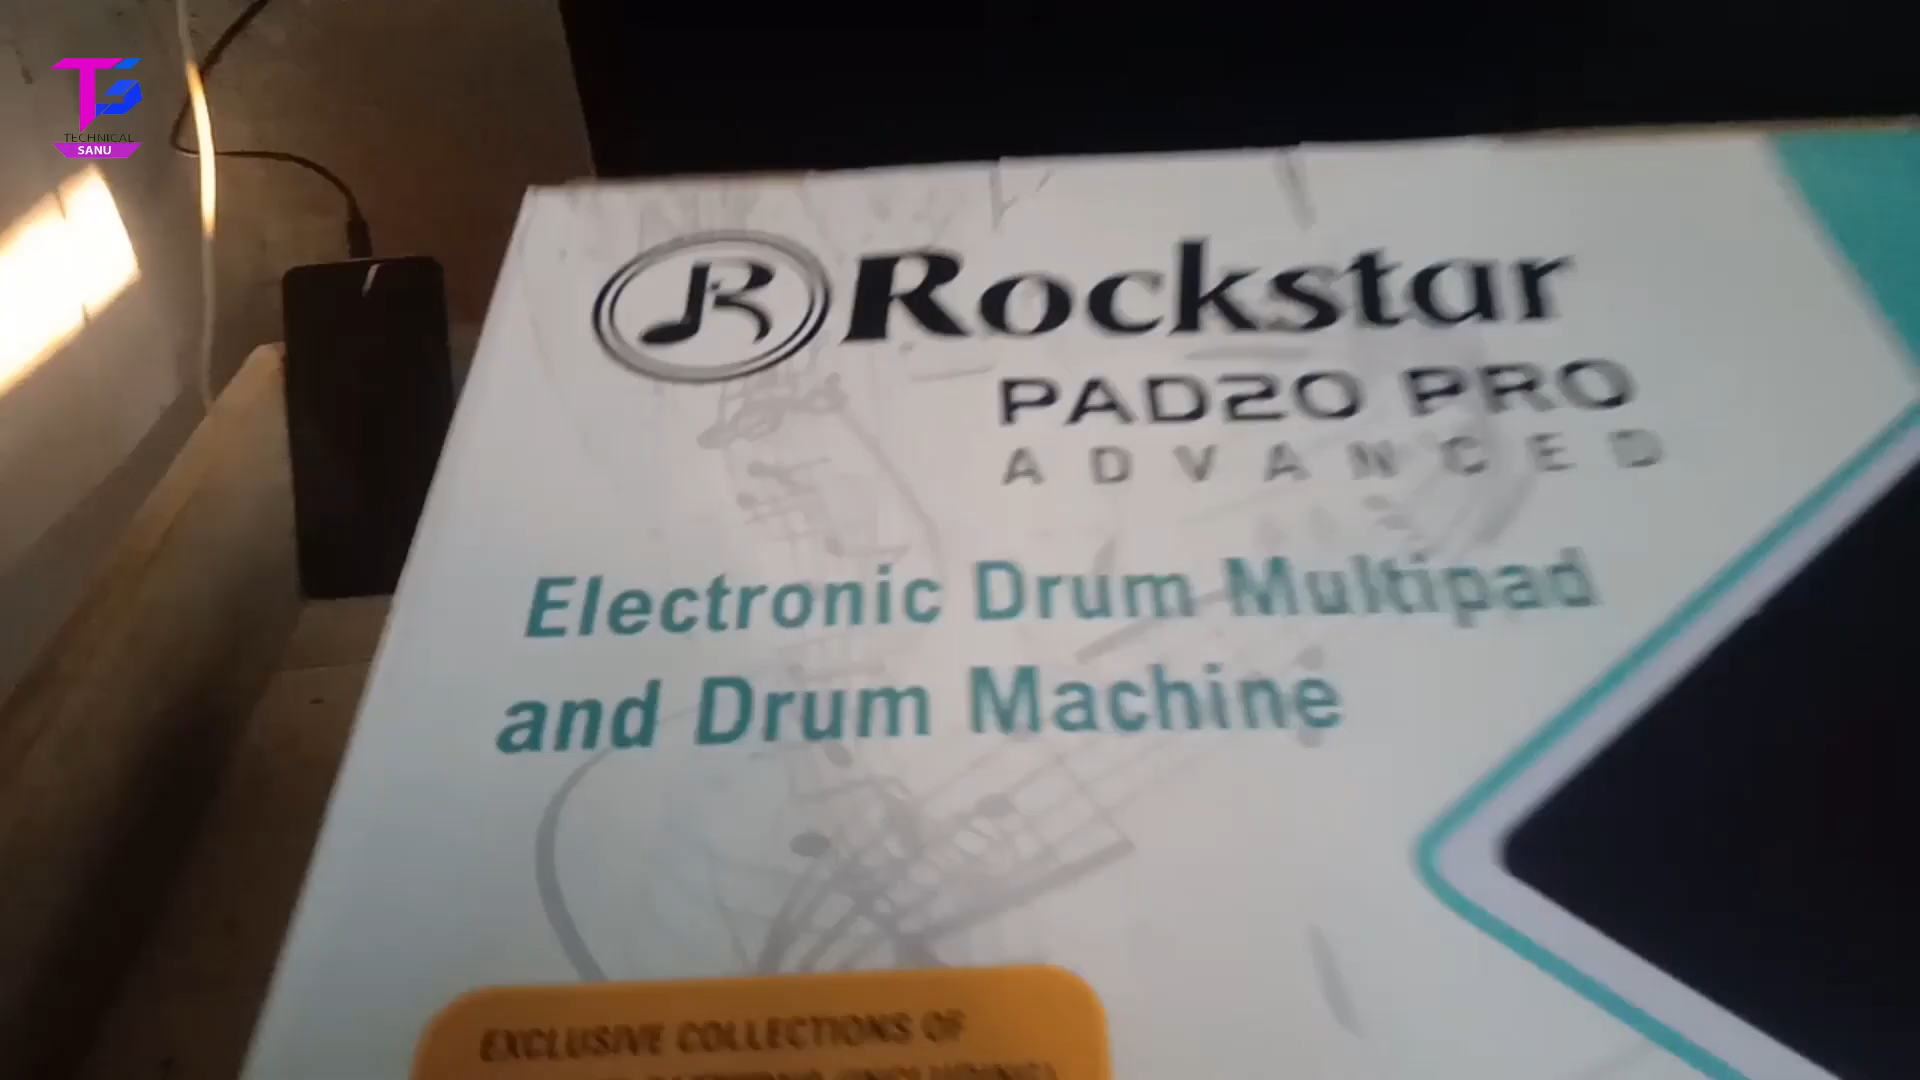 TECHNICAL
SANU
Rockstar
PAD20 PRO
ADVANCED
Electronic Drum Multipad
and Drum Machine
EXCLUSIVE COLLECTIONS OF